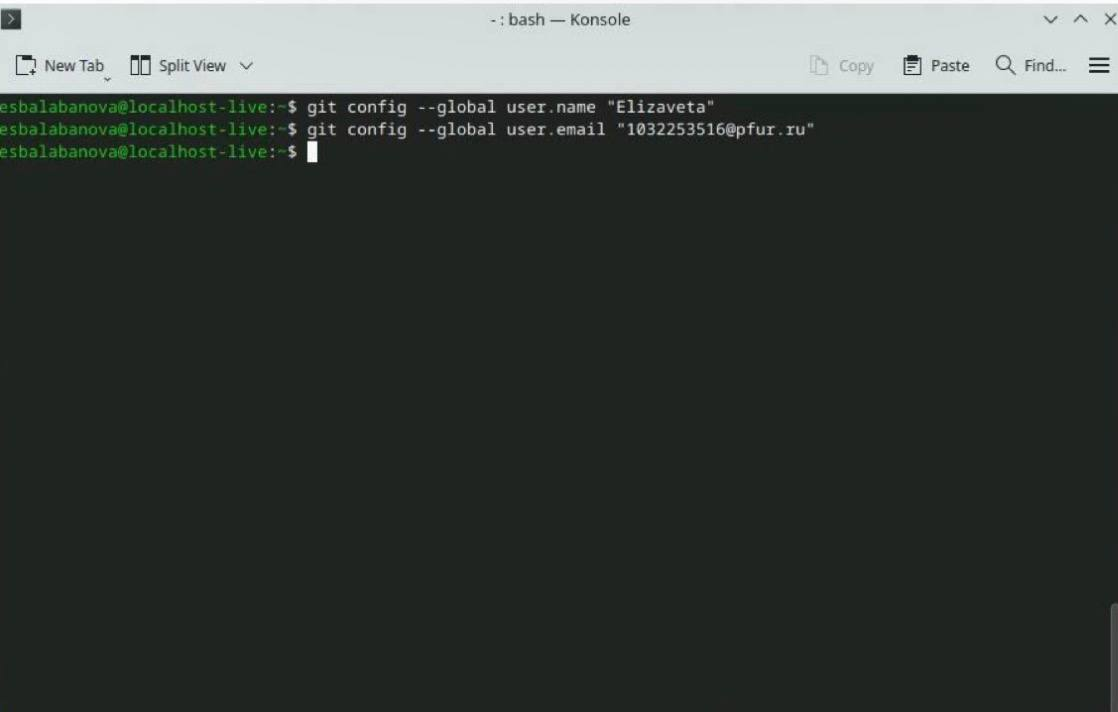 - : bash — Konsole
New Tab Split View Copy Paste Find...
esbalabanova@localhost-live:~$ git config --global user.name "Elizaveta"
esbalabanova@localhost-live:~$ git config --global user.email "1032253516@pfur.ru"
esbalabanova@localhost-live:~$